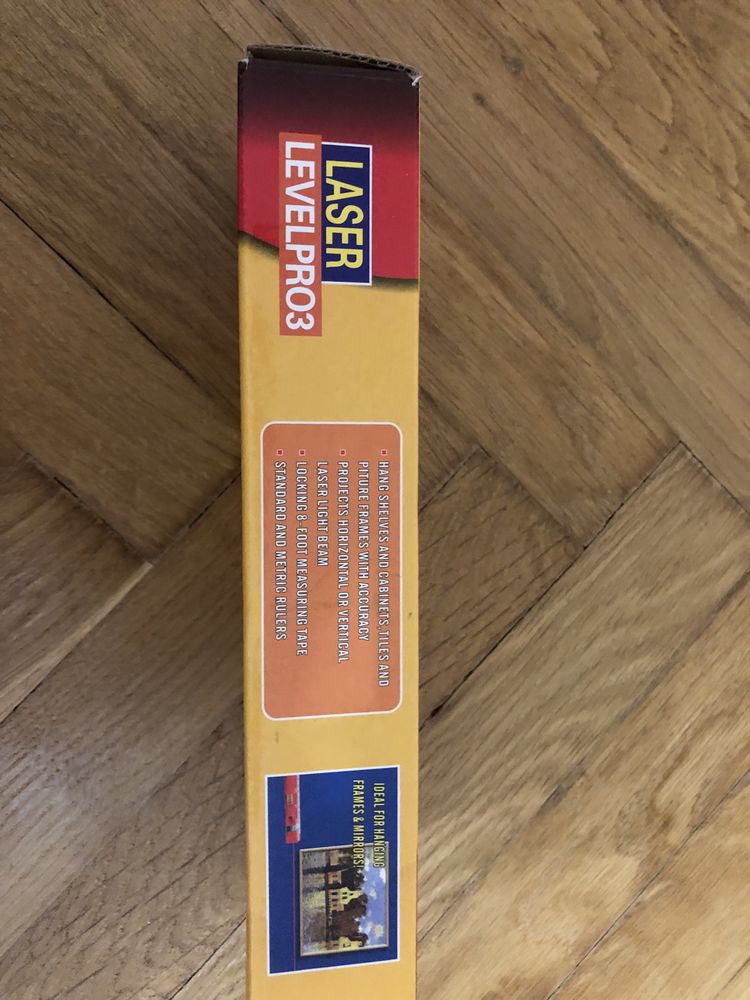 LASER
LEVELPRO3
HANG SHELVES AND CABINETS,TILES AND
PITURE FRAMES WITH ACCURACY
PROJECTS HORIZONTAL OR VERTICAL
LASER LIGHT BEAM
LOCKING 8-FOOT MEASURING TAPE
STANDARD AND METRIC RULERS
IDEAL FOR HANGING
FRAMES & MIRRORS!